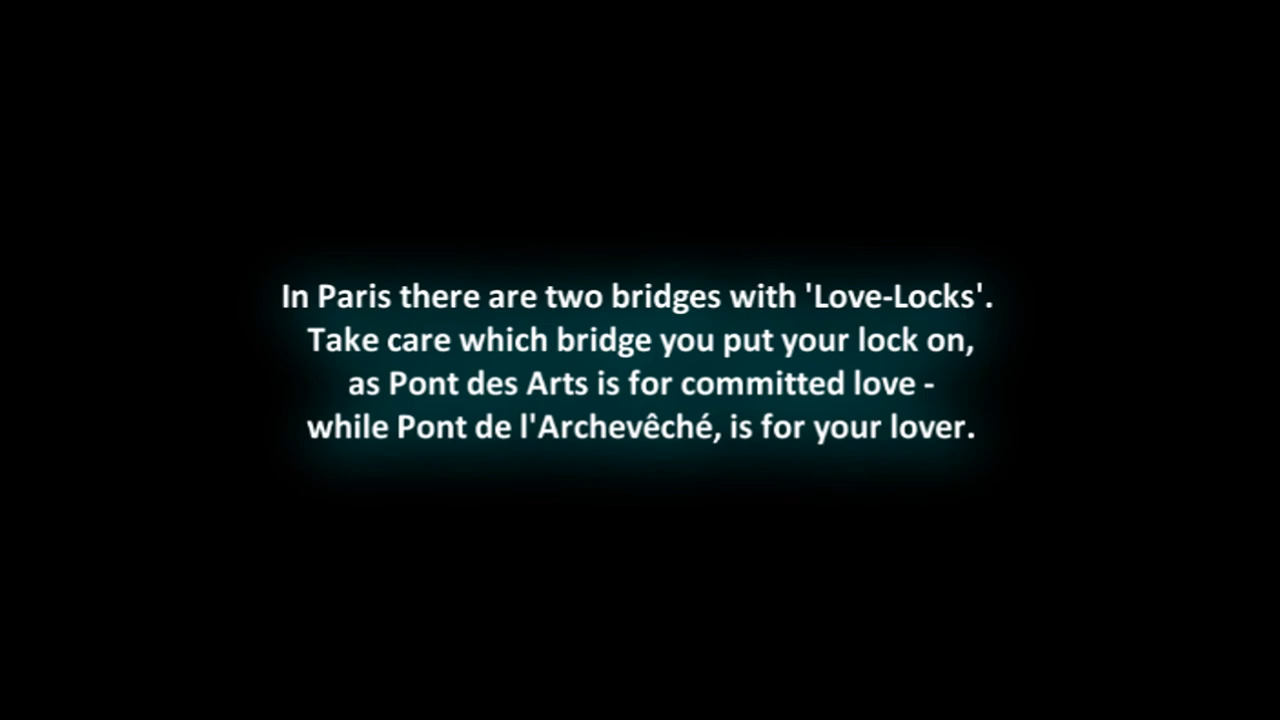 In Paris there are two bridges with 'Love-Locks'.
Take care which bridge you put your lock on,
as Pont des Arts is for committed love -
while Pont de l'Archevêché, is for your lover.